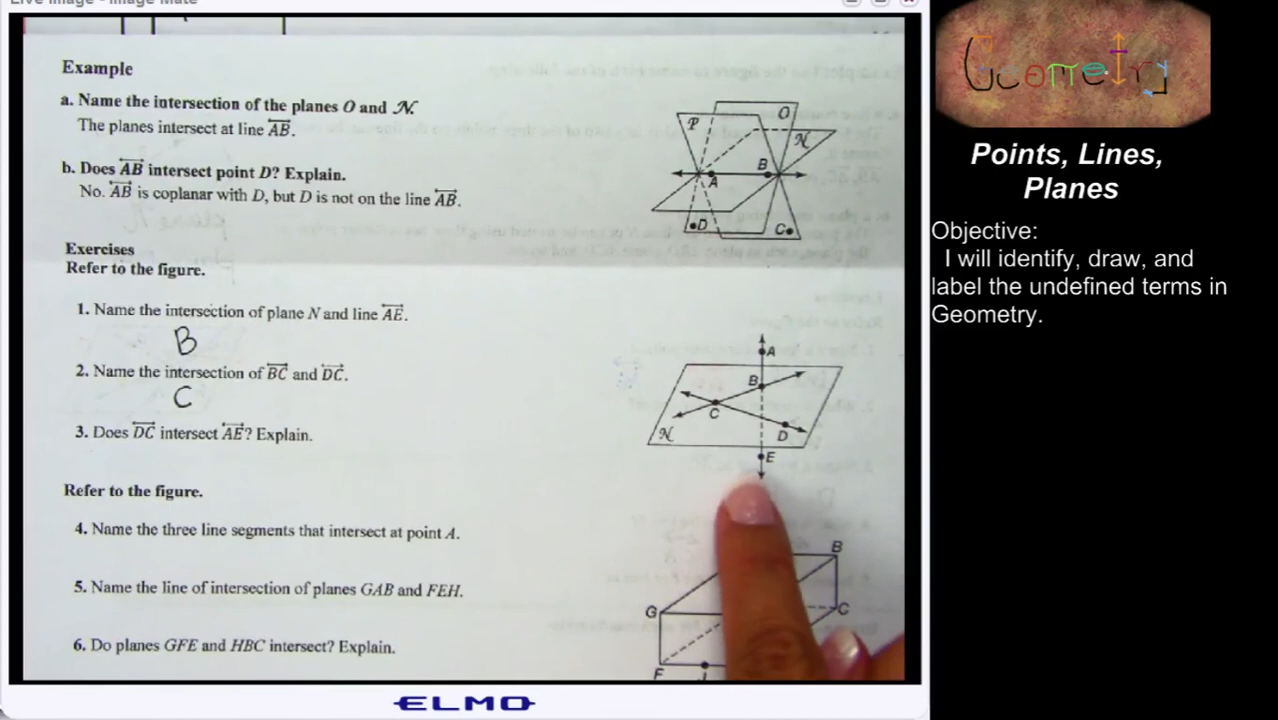 Live Image - Image Mate
Example
a. Name the intersection of the planes O and N.
The planes intersect at line AB.
b. Does AB intersect point D? Explain.
No. AB is coplanar with D, but D is not on the line AB.
P
O
N
A
B
D
C
Exercises
Refer to the figure.
1. Name the intersection of plane N and line AE.
B
2. Name the intersection of BC and DC.
C
3. Does DC intersect AE? Explain.
A
B
C
D
N
E
Refer to the figure.
4. Name the three line segments that intersect at point A.
5. Name the line of intersection of planes GAB and FEH.
6. Do planes GFE and HBC intersect? Explain.
B
G
C
F
ELMO
Geometry
Points, Lines,
Planes
Objective:
I will identify, draw, and
label the undefined terms in
Geometry.